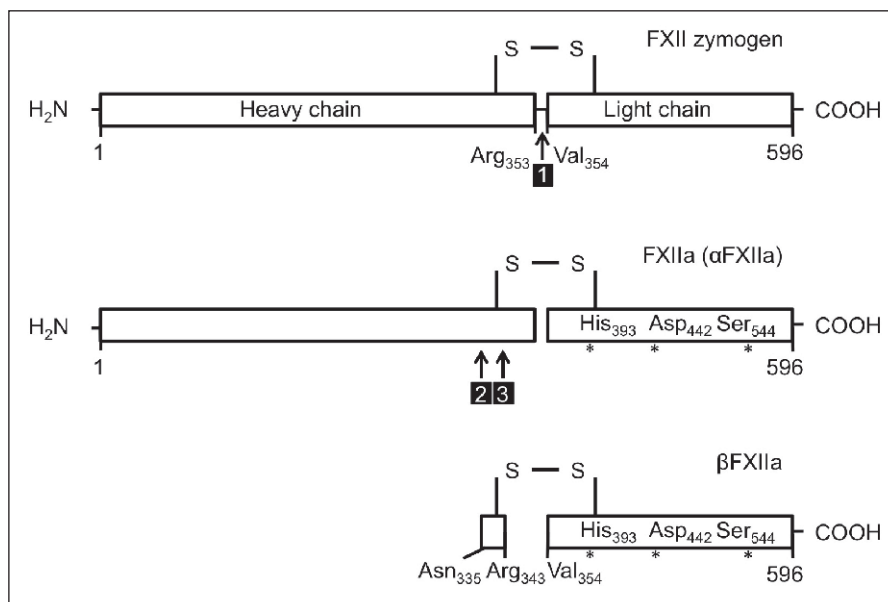 S — S
FXII zymogen
H₂N Heavy chain Light chain COOH
1 Arg₃₅₃ Val₃₅₄ 596
1
S — S
FXIIa (αFXIIa)
H₂N His₃₉₃ Asp₄₄₂ Ser₅₄₄ COOH
* * *
1 596
2 3
S — S
βFXIIa
His₃₉₃ Asp₄₄₂ Ser₅₄₄ COOH
* * *
Asn₃₃₅ Arg₃₄₃ Val₃₅₄ 596